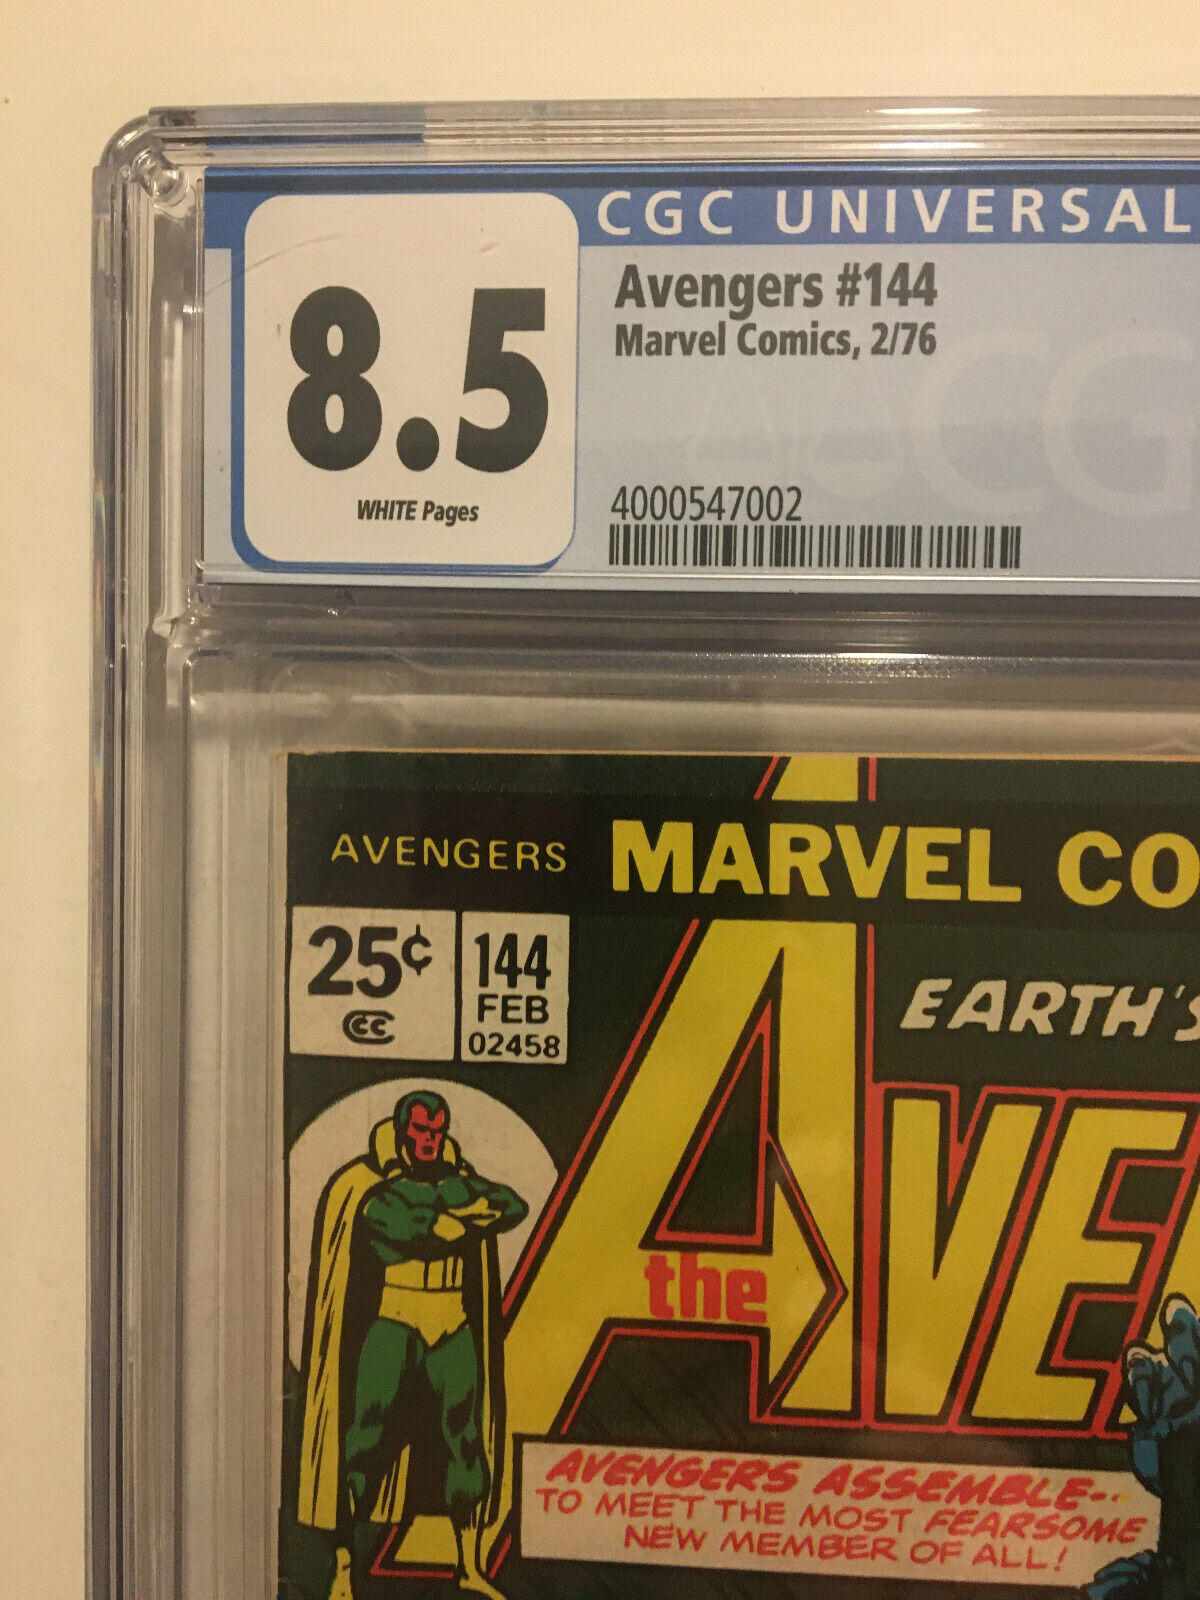 CGC UNIVERSAL
8.5
WHITE Pages
Avengers #144
Marvel Comics, 2/76
4000547002
AVENGERS
MARVEL CO
25¢
CC
144
FEB
02458
EARTH'S
the AVE
AVENGERS ASSEMBLE--
TO MEET THE MOST FEARSOME
NEW MEMBER OF ALL!